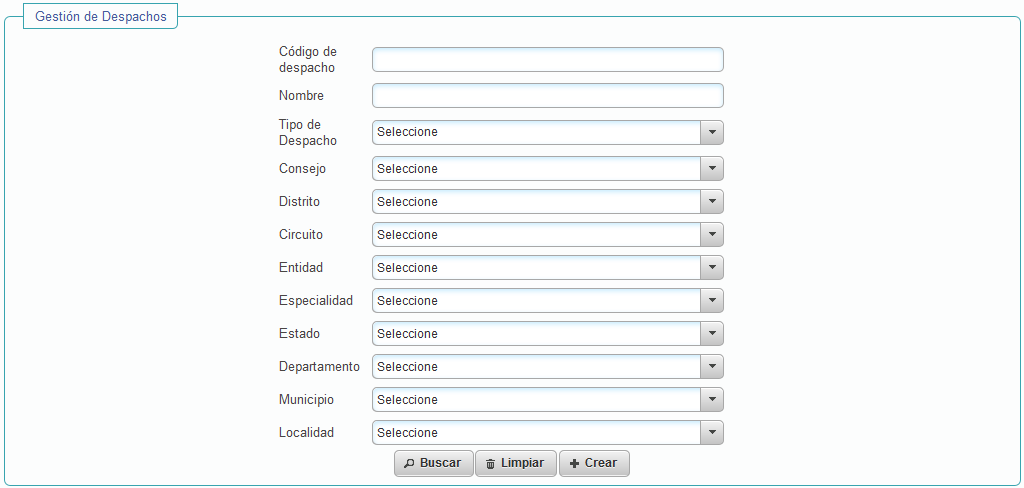 Gestión de Despachos
Código de
despacho
Nombre
Tipo de
Despacho
Seleccione
Consejo
Seleccione
Distrito
Seleccione
Circuito
Seleccione
Entidad
Seleccione
Especialidad
Seleccione
Estado
Seleccione
Departamento
Seleccione
Municipio
Seleccione
Localidad
Seleccione
Buscar
Limpiar
Crear